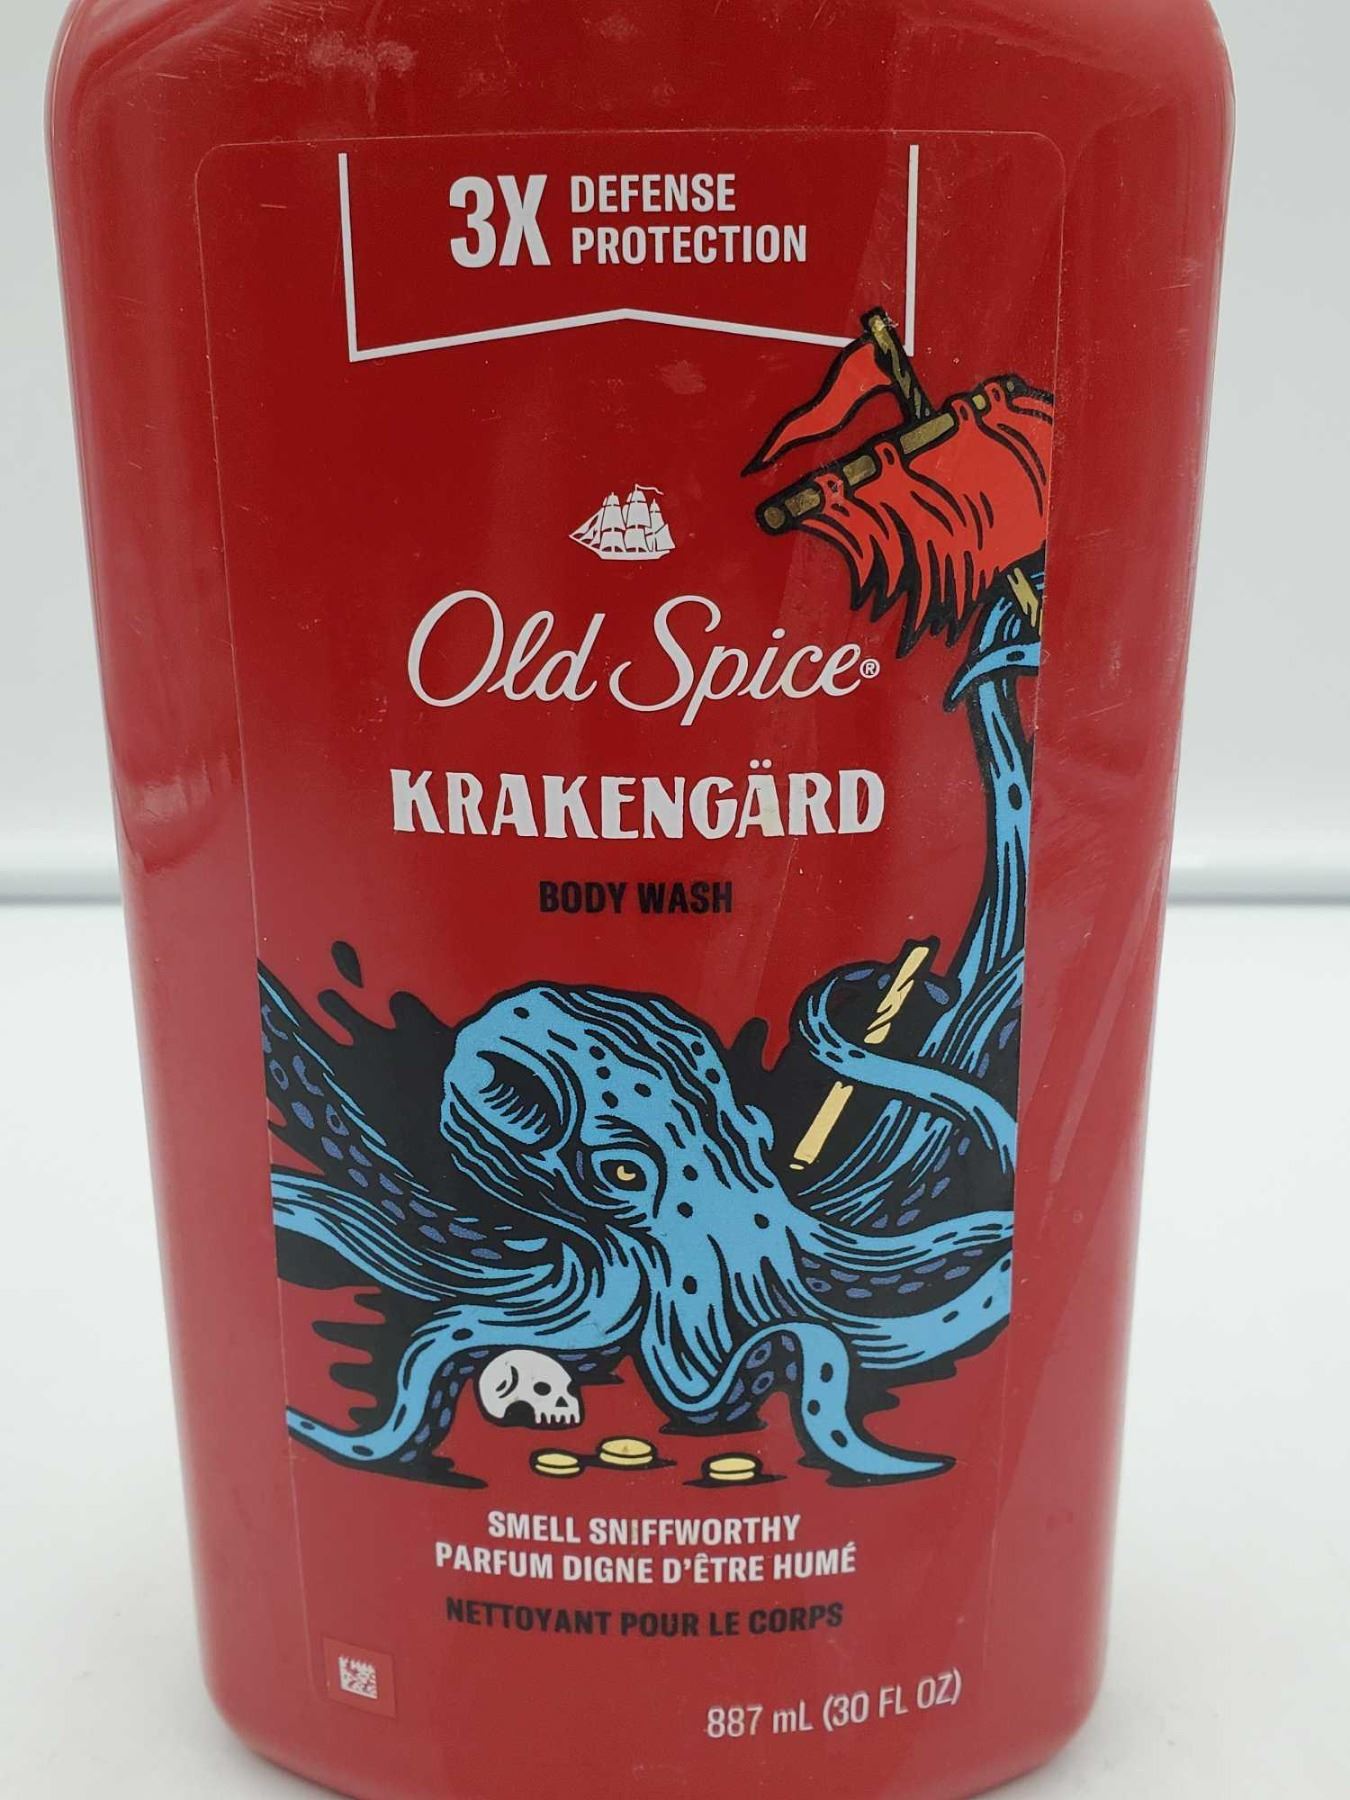 3X DEFENSE
PROTECTION
Old Spice®
KRAKENGÄRD
BODY WASH
SMELL SNIFFWORTHY
PARFUM DIGNE D'ÊTRE HUMÉ
NETTOYANT POUR LE CORPS
887 mL (30 FL OZ)